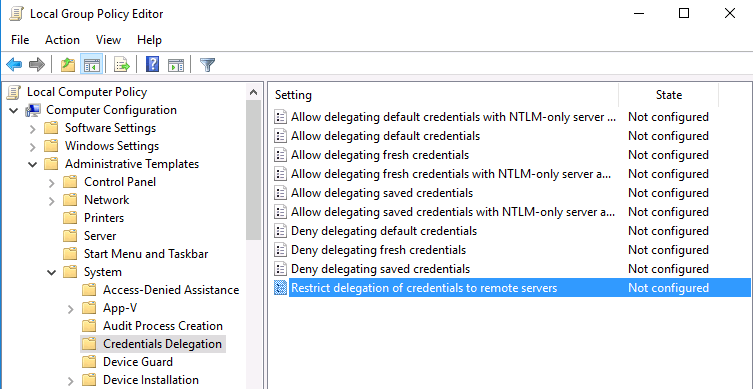 Local Group Policy Editor
File Action View Help
Local Computer Policy
Computer Configuration
Software Settings
Windows Settings
Administrative Templates
Control Panel
Network
Printers
Server
Start Menu and Taskbar
System
Access-Denied Assistance
App-V
Audit Process Creation
Credentials Delegation
Device Guard
Device Installation
Setting State
Allow delegating default credentials with NTLM-only server ... Not configured
Allow delegating default credentials Not configured
Allow delegating fresh credentials Not configured
Allow delegating fresh credentials with NTLM-only server a... Not configured
Allow delegating saved credentials Not configured
Allow delegating saved credentials with NTLM-only server a... Not configured
Deny delegating default credentials Not configured
Deny delegating fresh credentials Not configured
Deny delegating saved credentials Not configured
Restrict delegation of credentials to remote servers Not configured